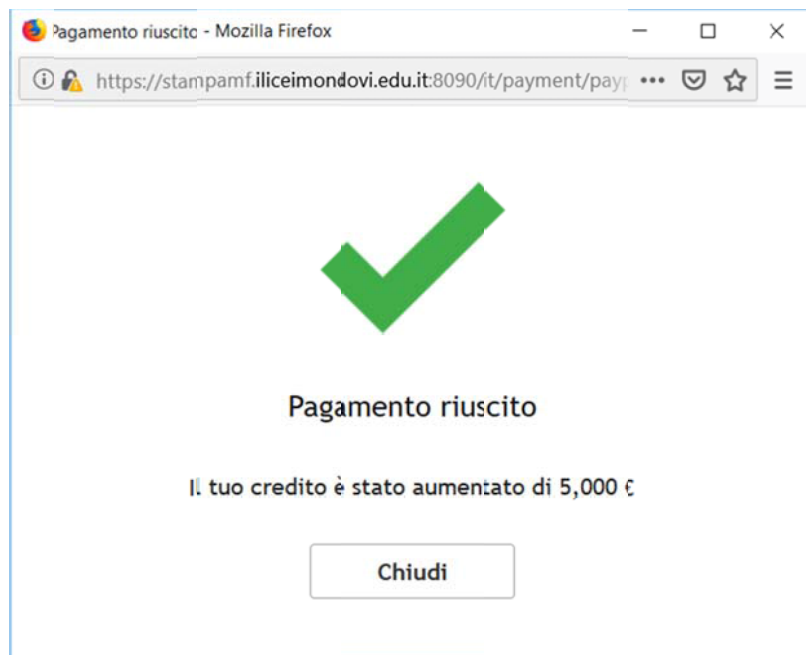 Pagamento riuscito - Mozilla Firefox
https://stampamf.iliceimondovi.edu.it:8090/it/payment/payp
Pagamento riuscito
Il tuo credito è stato aumentato di 5,000 €
Chiudi